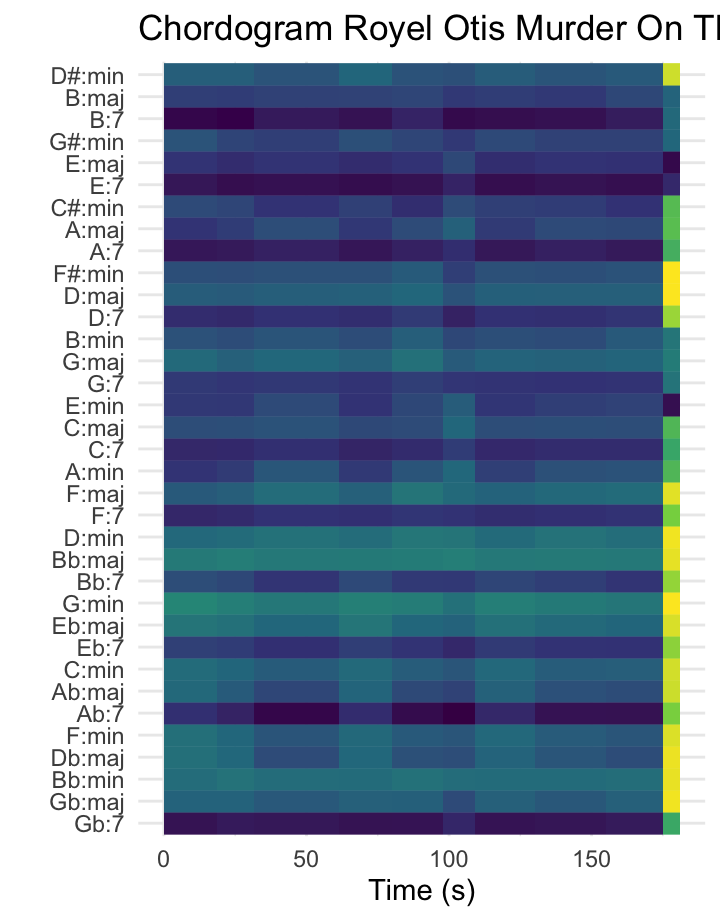 Chordogram Royel Otis Murder On Th
D#:min
B:maj
B:7
G#:min
E:maj
E:7
C#:min
A:maj
A:7
F#:min
D:maj
D:7
B:min
G:maj
G:7
E:min
C:maj
C:7
A:min
F:maj
F:7
D:min
Bb:maj
Bb:7
G:min
Eb:maj
Eb:7
C:min
Ab:maj
Ab:7
F:min
Db:maj
Bb:min
Gb:maj
Gb:7
0 50 100 150
Time (s)